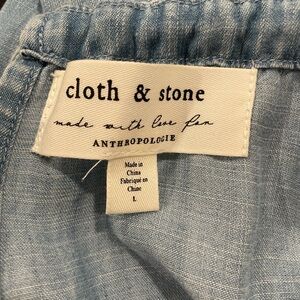 cloth & stone
made with love for
ANTHROPOLOGIE
Made in
China
Fabriqué en
Chine
L